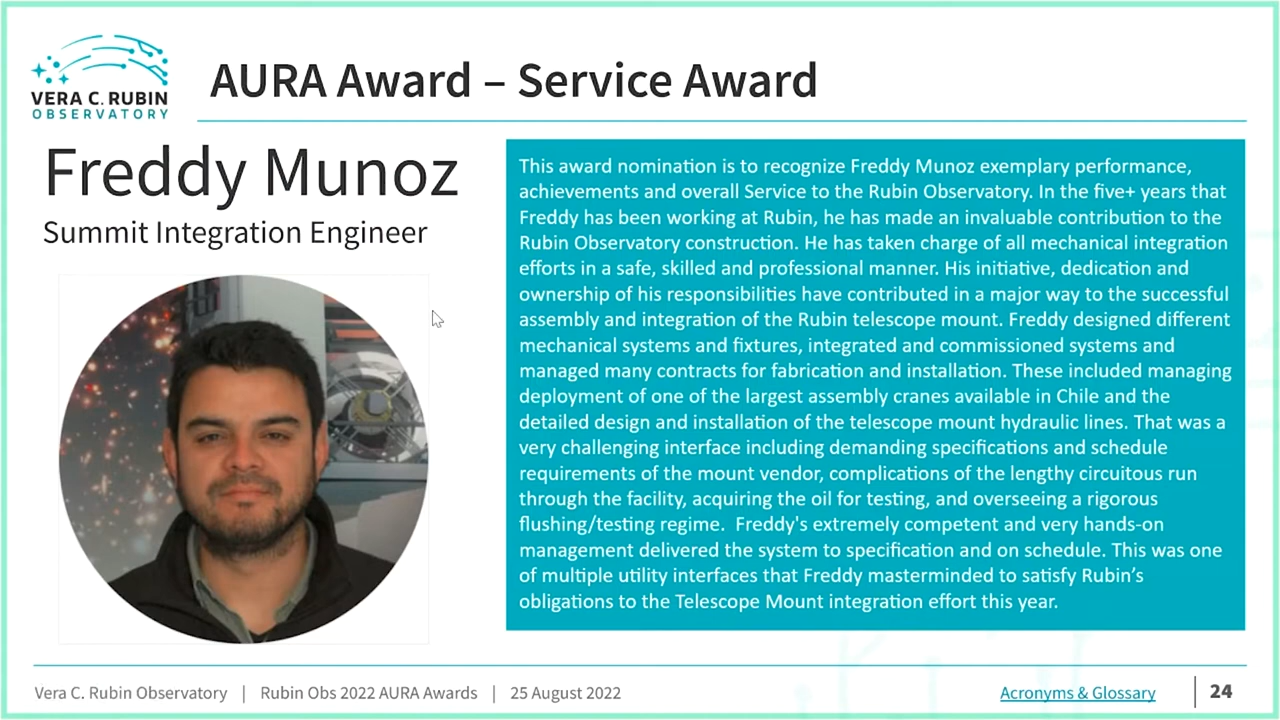 VERA C. RUBIN
OBSERVATORY
AURA Award – Service Award
Freddy Munoz
Summit Integration Engineer
This award nomination is to recognize Freddy Munoz exemplary performance,
achievements and overall Service to the Rubin Observatory. In the five+ years that
Freddy has been working at Rubin, he has made an invaluable contribution to the
Rubin Observatory construction. He has taken charge of all mechanical integration
efforts in a safe, skilled and professional manner. His initiative, dedication and
ownership of his responsibilities have contributed in a major way to the successful
assembly and integration of the Rubin telescope mount. Freddy designed different
mechanical systems and fixtures, integrated and commissioned systems and
managed many contracts for fabrication and installation. These included managing
deployment of one of the largest assembly cranes available in Chile and the
detailed design and installation of the telescope mount hydraulic lines. That was a
very challenging interface including demanding specifications and schedule
requirements of the mount vendor, complications of the lengthy circuitous run
through the facility, acquiring the oil for testing, and overseeing a rigorous
flushing/testing regime.  Freddy's extremely competent and very hands-on
management delivered the system to specification and on schedule. This was one
of multiple utility interfaces that Freddy masterminded to satisfy Rubin’s
obligations to the Telescope Mount integration effort this year.
Vera C. Rubin Observatory | Rubin Obs 2022 AURA Awards | 25 August 2022
Acronyms & Glossary | 24